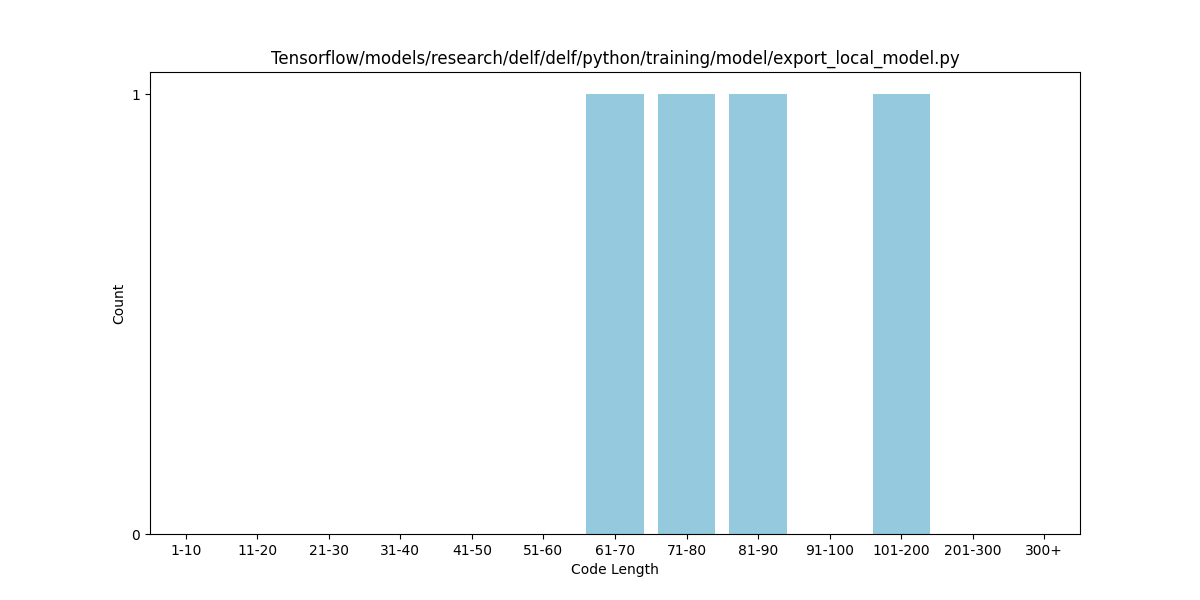 Tensorflow/models/research/delf/delf/python/training/model/export_local_model.py
1
Count
0
1-10 11-20 21-30 31-40 41-50 51-60 61-70 71-80 81-90 91-100 101-200 201-300 300+
Code Length